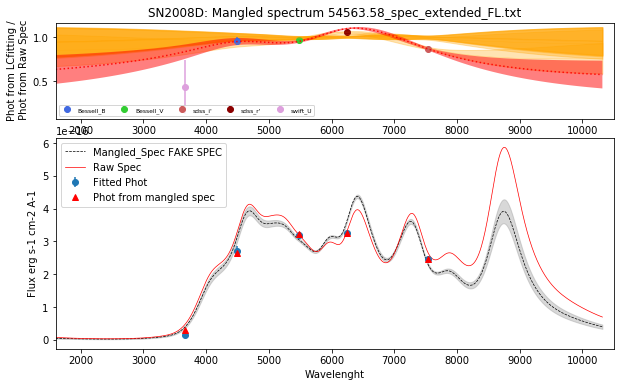 SN2008D: Mangled spectrum 54563.58_spec_extended_FL.txt
Phot from LCfitting /
Phot from Raw Spec
1.0
0.5
Bessell_B
Bessell_V
sdss_i'
sdss_r'
swift_U
2000 3000 4000 5000 6000 7000 8000 9000 10000
1e-16
Mangled_Spec FAKE SPEC
Raw Spec
Fitted Phot
Phot from mangled spec
Flux erg s-1 cm-2 A-1
6
5
4
3
2
1
0
2000 3000 4000 5000 6000 7000 8000 9000 10000
Wavelenght